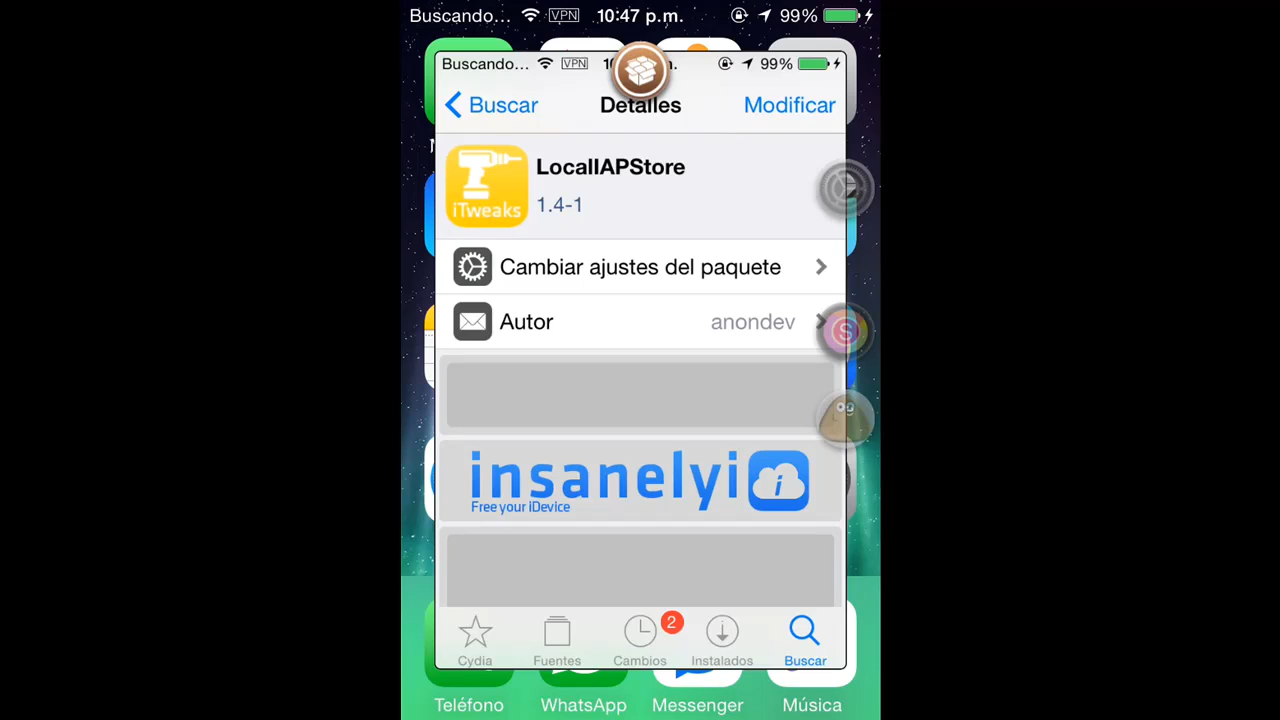 Buscando... VPN 10:47 p.m. 99%
Buscando... VPN 99%
Buscar Detalles Modificar
iTweaks
LocalIAPStore
1.4-1
Cambiar ajustes del paquete
Autor anondev
S
insanelyi i
Free your iDevice
2
Cydia Fuentes Cambios Instalados Buscar
Teléfono WhatsApp Messenger Música